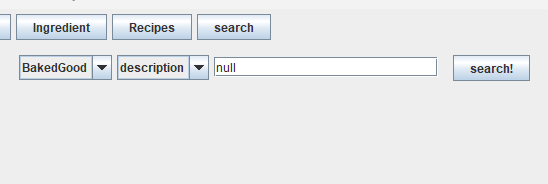 Ingredient Recipes search
BakedGood description null search!